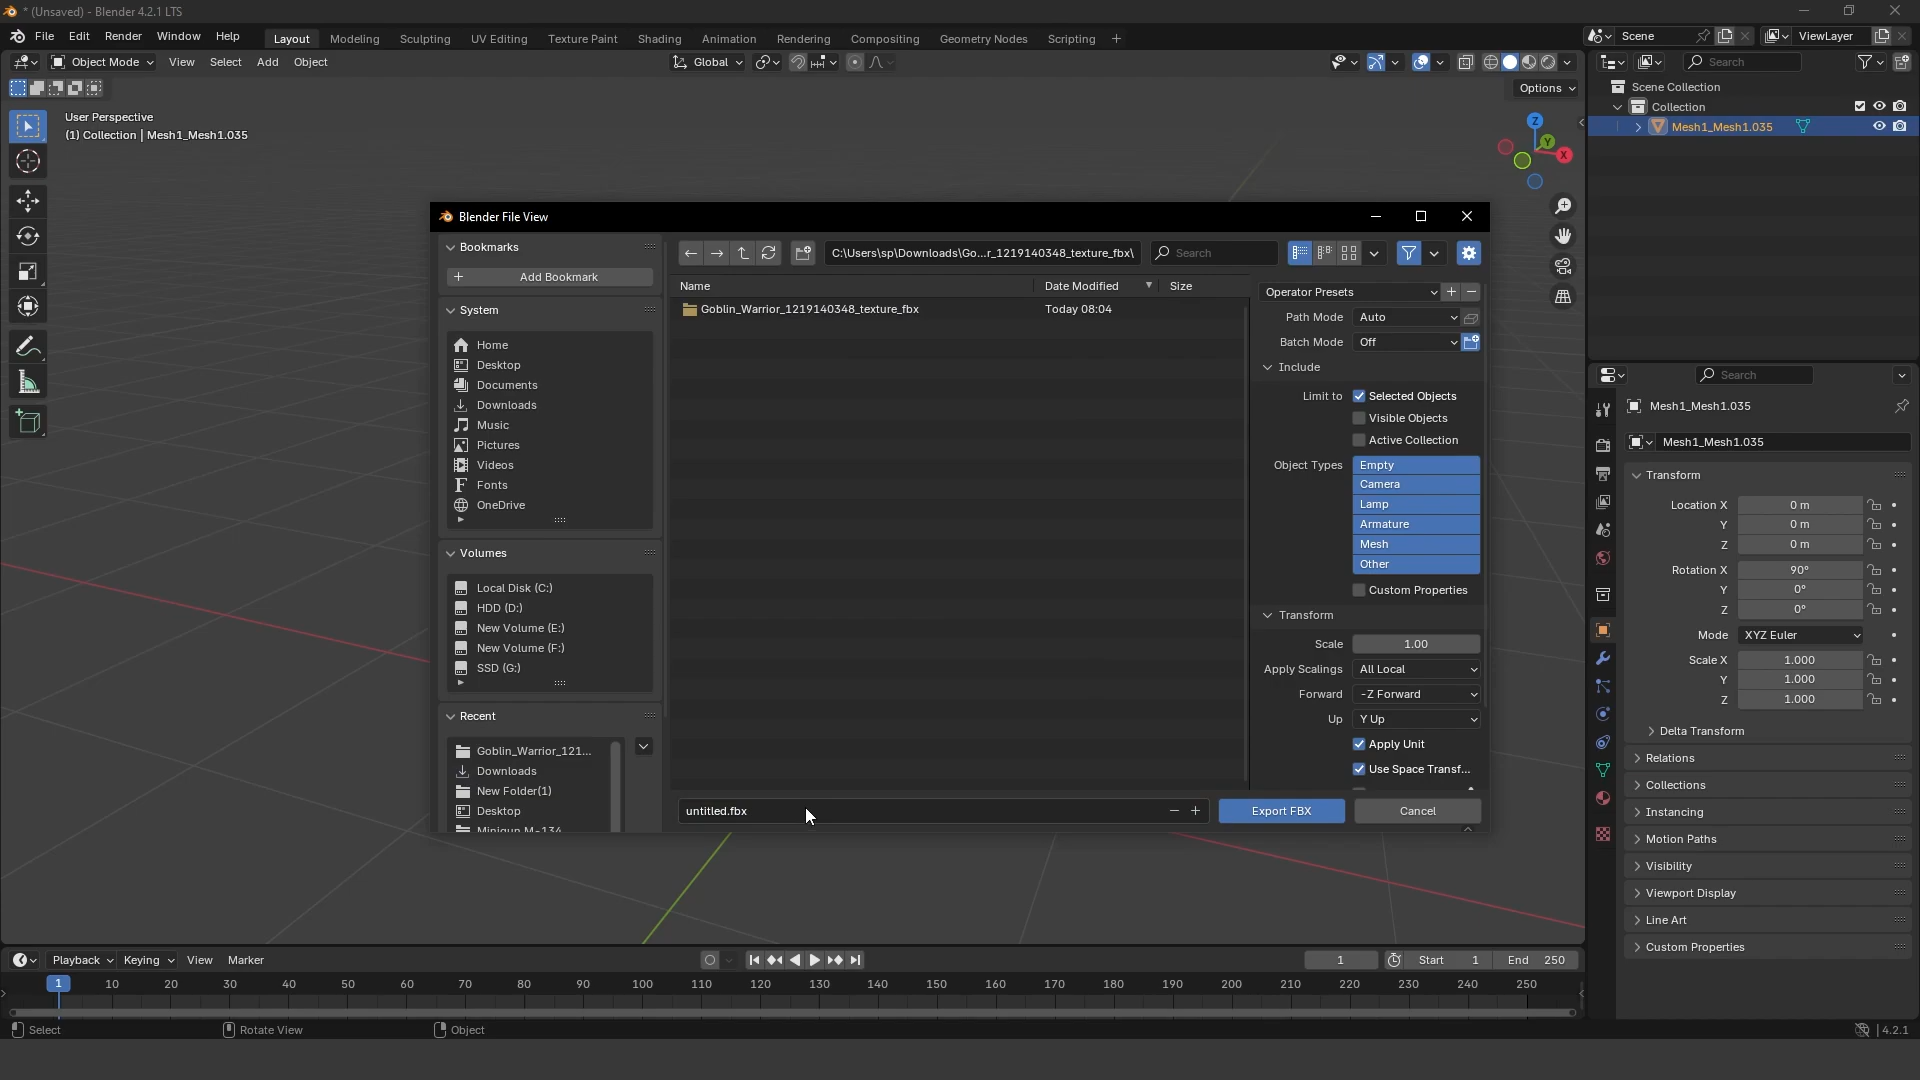 * (Unsaved) - Blender 4.2.1 LTS
File Edit Render Window Help Layout Modeling Sculpting UV Editing Texture Paint Shading Animation Rendering Compositing Geometry Nodes Scripting + Scene ViewLayer
Object Mode View Select Add Object Global Search
Options
User Perspective
(1) Collection | Mesh1_Mesh1.035
Z
Y
X
Scene Collection
Collection
Mesh1_Mesh1.035
Blender File View
Bookmarks
Add Bookmark
System
Home
Desktop
Documents
Downloads
Music
Pictures
Videos
Fonts
OneDrive
Volumes
Local Disk (C:)
HDD (D:)
New Volume (E:)
New Volume (F:)
SSD (G:)
Recent
Goblin_Warrior_121...
Downloads
New Folder(1)
Desktop
Minigun M-134
C:\Users\sp\Downloads\Go...r_1219140348_texture_fbx\ Search
Name Date Modified Size
Goblin_Warrior_1219140348_texture_fbx Today 08:04
untitled.fbx
Operator Presets
Path Mode Auto
Batch Mode Off
Include
Limit to Selected Objects
Visible Objects
Active Collection
Object Types Empty
Camera
Lamp
Armature
Mesh
Other
Custom Properties
Transform
Scale 1.00
Apply Scalings All Local
Forward -Z Forward
Up Y Up
Apply Unit
Use Space Transf...
Export FBX Cancel
Search
Mesh1_Mesh1.035
Mesh1_Mesh1.035
Transform
Location X 0 m
Y 0 m
Z 0 m
Rotation X 90°
Y 0°
Z 0°
Mode XYZ Euler
Scale X 1.000
Y 1.000
Z 1.000
Delta Transform
Relations
Collections
Instancing
Motion Paths
Visibility
Viewport Display
Line Art
Custom Properties
Playback Keying View Marker 1 Start 1 End 250
1 10 20 30 40 50 60 70 80 90 100 110 120 130 140 150 160 170 180 190 200 210 220 230 240 250
Select Rotate View Object 4.2.1